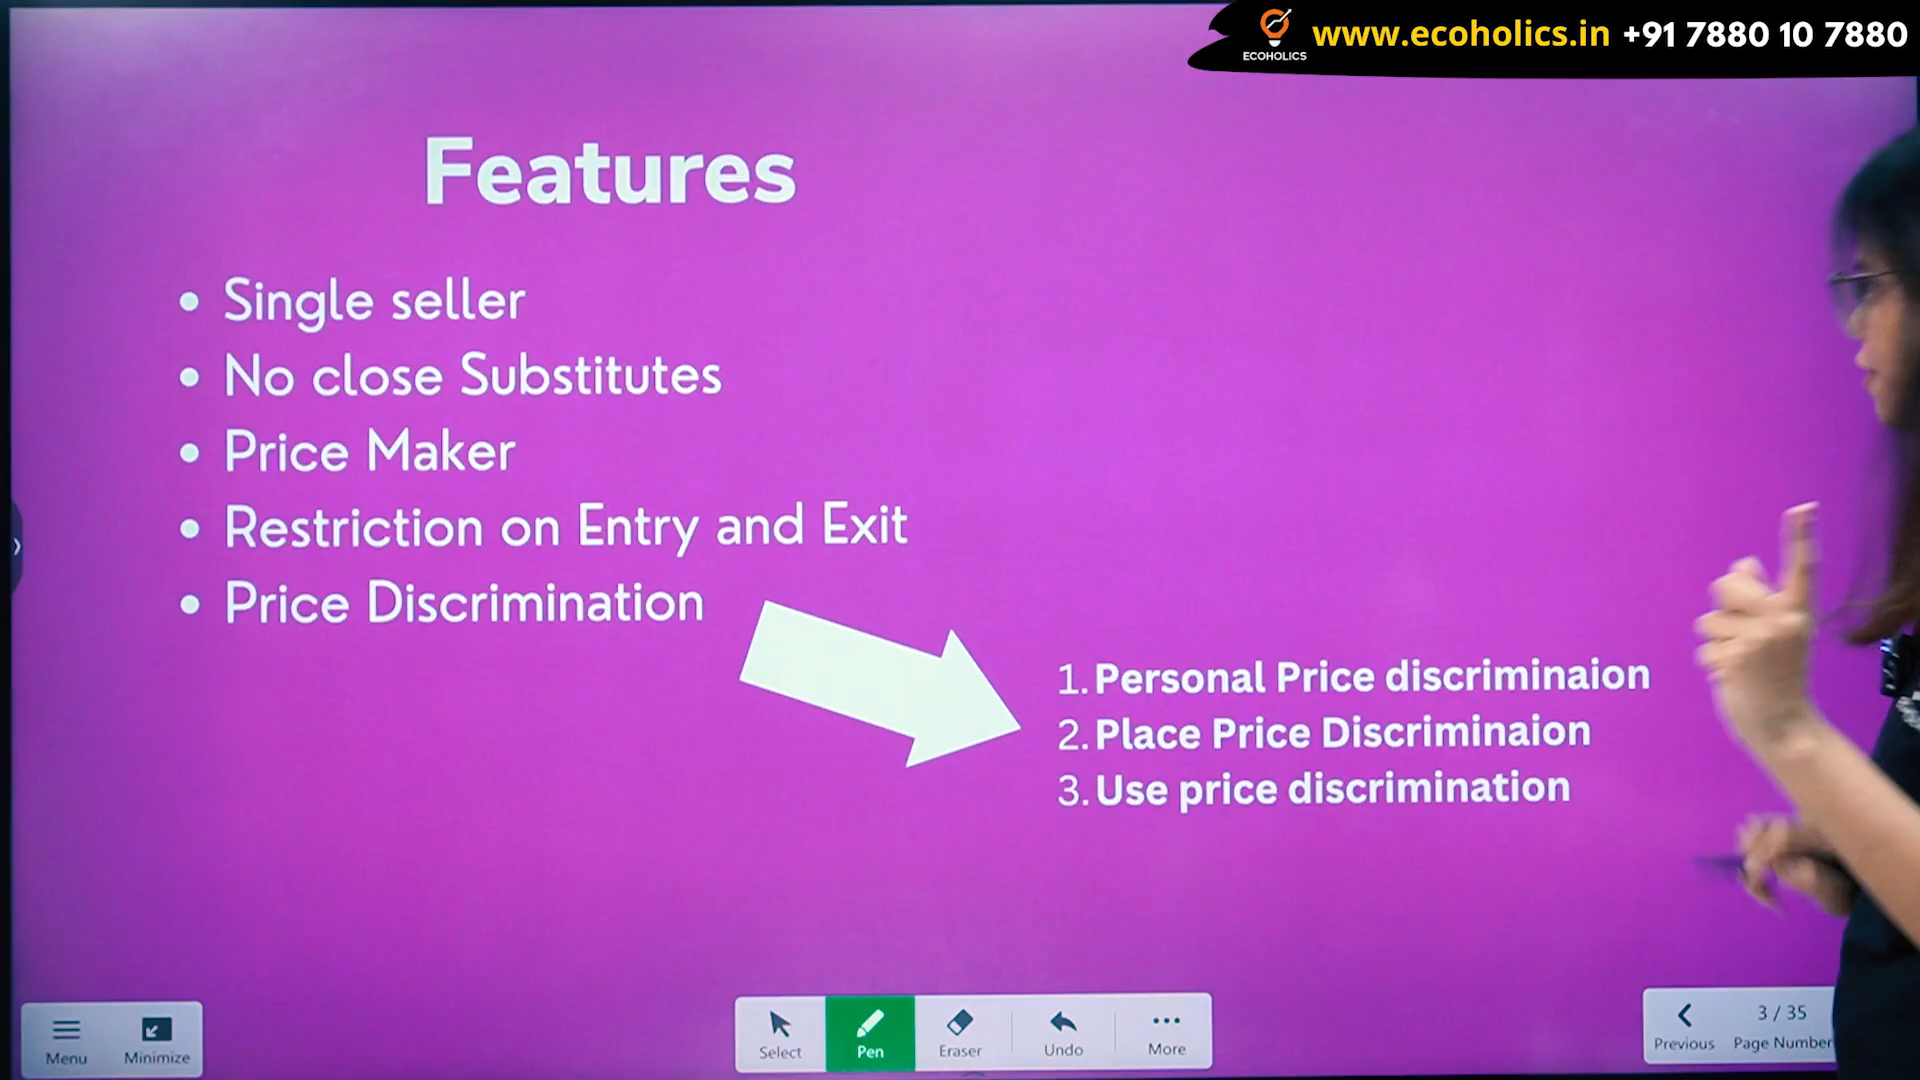 ECOHOLICS
www.ecoholics.in +91 7880 10 7880
Features
• Single seller
• No close Substitutes
• Price Maker
• Restriction on Entry and Exit
• Price Discrimination
1. Personal Price discriminaion
2. Place Price Discriminaion
3. Use price discrimination
Menu
Minimize
Select
Pen
Eraser
Undo
More
Previous
3 / 35
Page Number